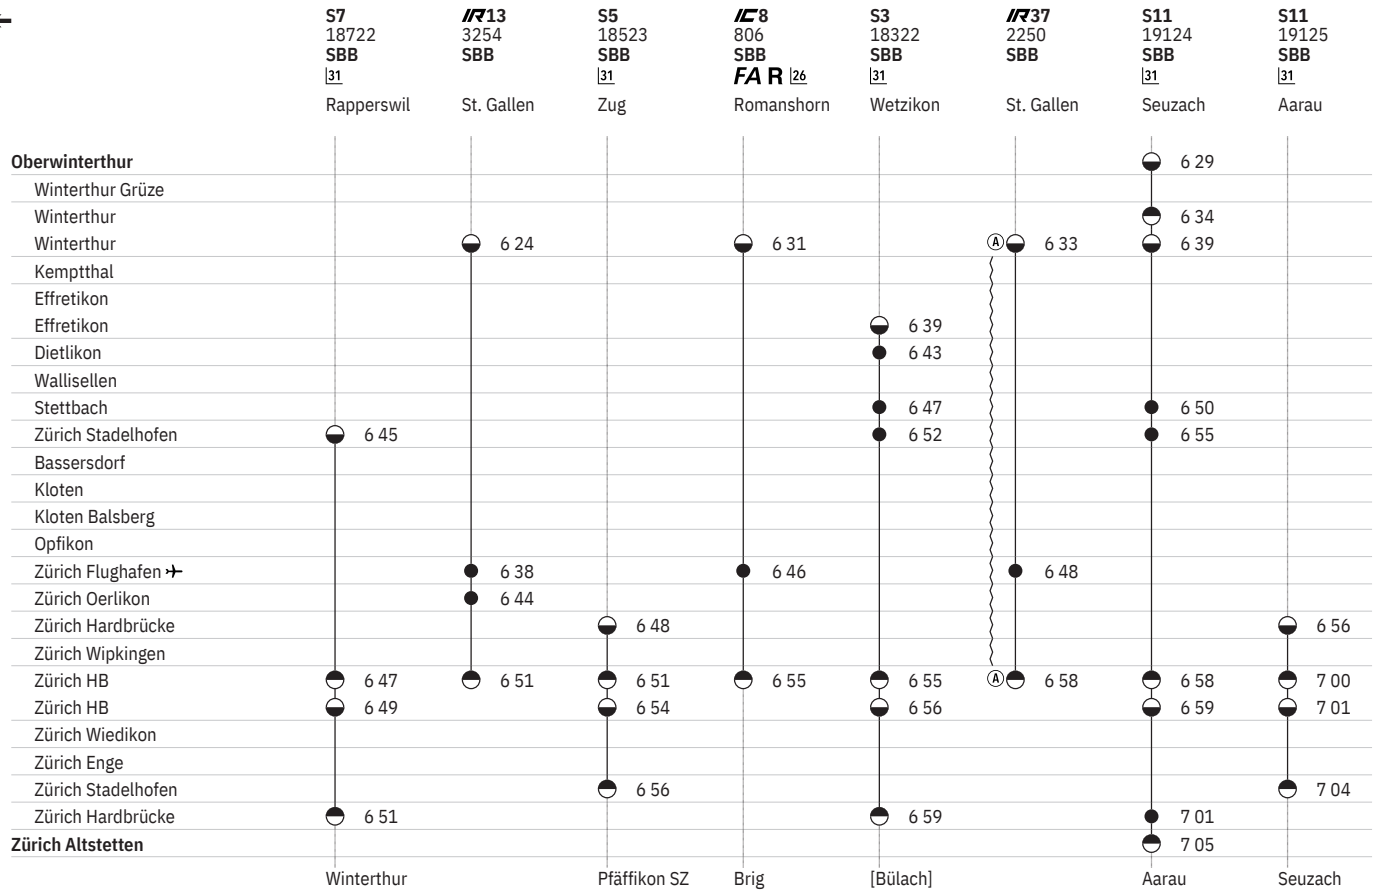 S7 IR13 S5 IC8 S3 IR37 S11 S11
18722 3254 18523 806 18322 2250 19124 19125
SBB SBB SBB SBB SBB SBB SBB SBB
31 31 FA R 26 31 31 31
Rapperswil St. Gallen Zug Romanshorn Wetzikon St. Gallen Seuzach Aarau
Oberwinterthur 6 29
Winterthur Grüze
Winterthur 6 34
Winterthur 6 24 6 31 A 6 33 6 39
Kemptthal
Effretikon
Effretikon 6 39
Dietlikon 6 43
Wallisellen
Stettbach 6 47 6 50
Zürich Stadelhofen 6 45 6 52 6 55
Bassersdorf
Kloten
Kloten Balsberg
Opfikon
Zürich Flughafen 6 38 6 46 6 48
Zürich Oerlikon 6 44
Zürich Hardbrücke 6 48 6 56
Zürich Wipkingen
Zürich HB 6 47 6 51 6 51 6 55 6 55 A 6 58 6 58 7 00
Zürich HB 6 49 6 54 6 56 6 59 7 01
Zürich Wiedikon
Zürich Enge
Zürich Stadelhofen 6 56 7 04
Zürich Hardbrücke 6 51 6 59 7 01
Zürich Altstetten 7 05
Winterthur Pfäffikon SZ Brig [Bülach] Aarau Seuzach